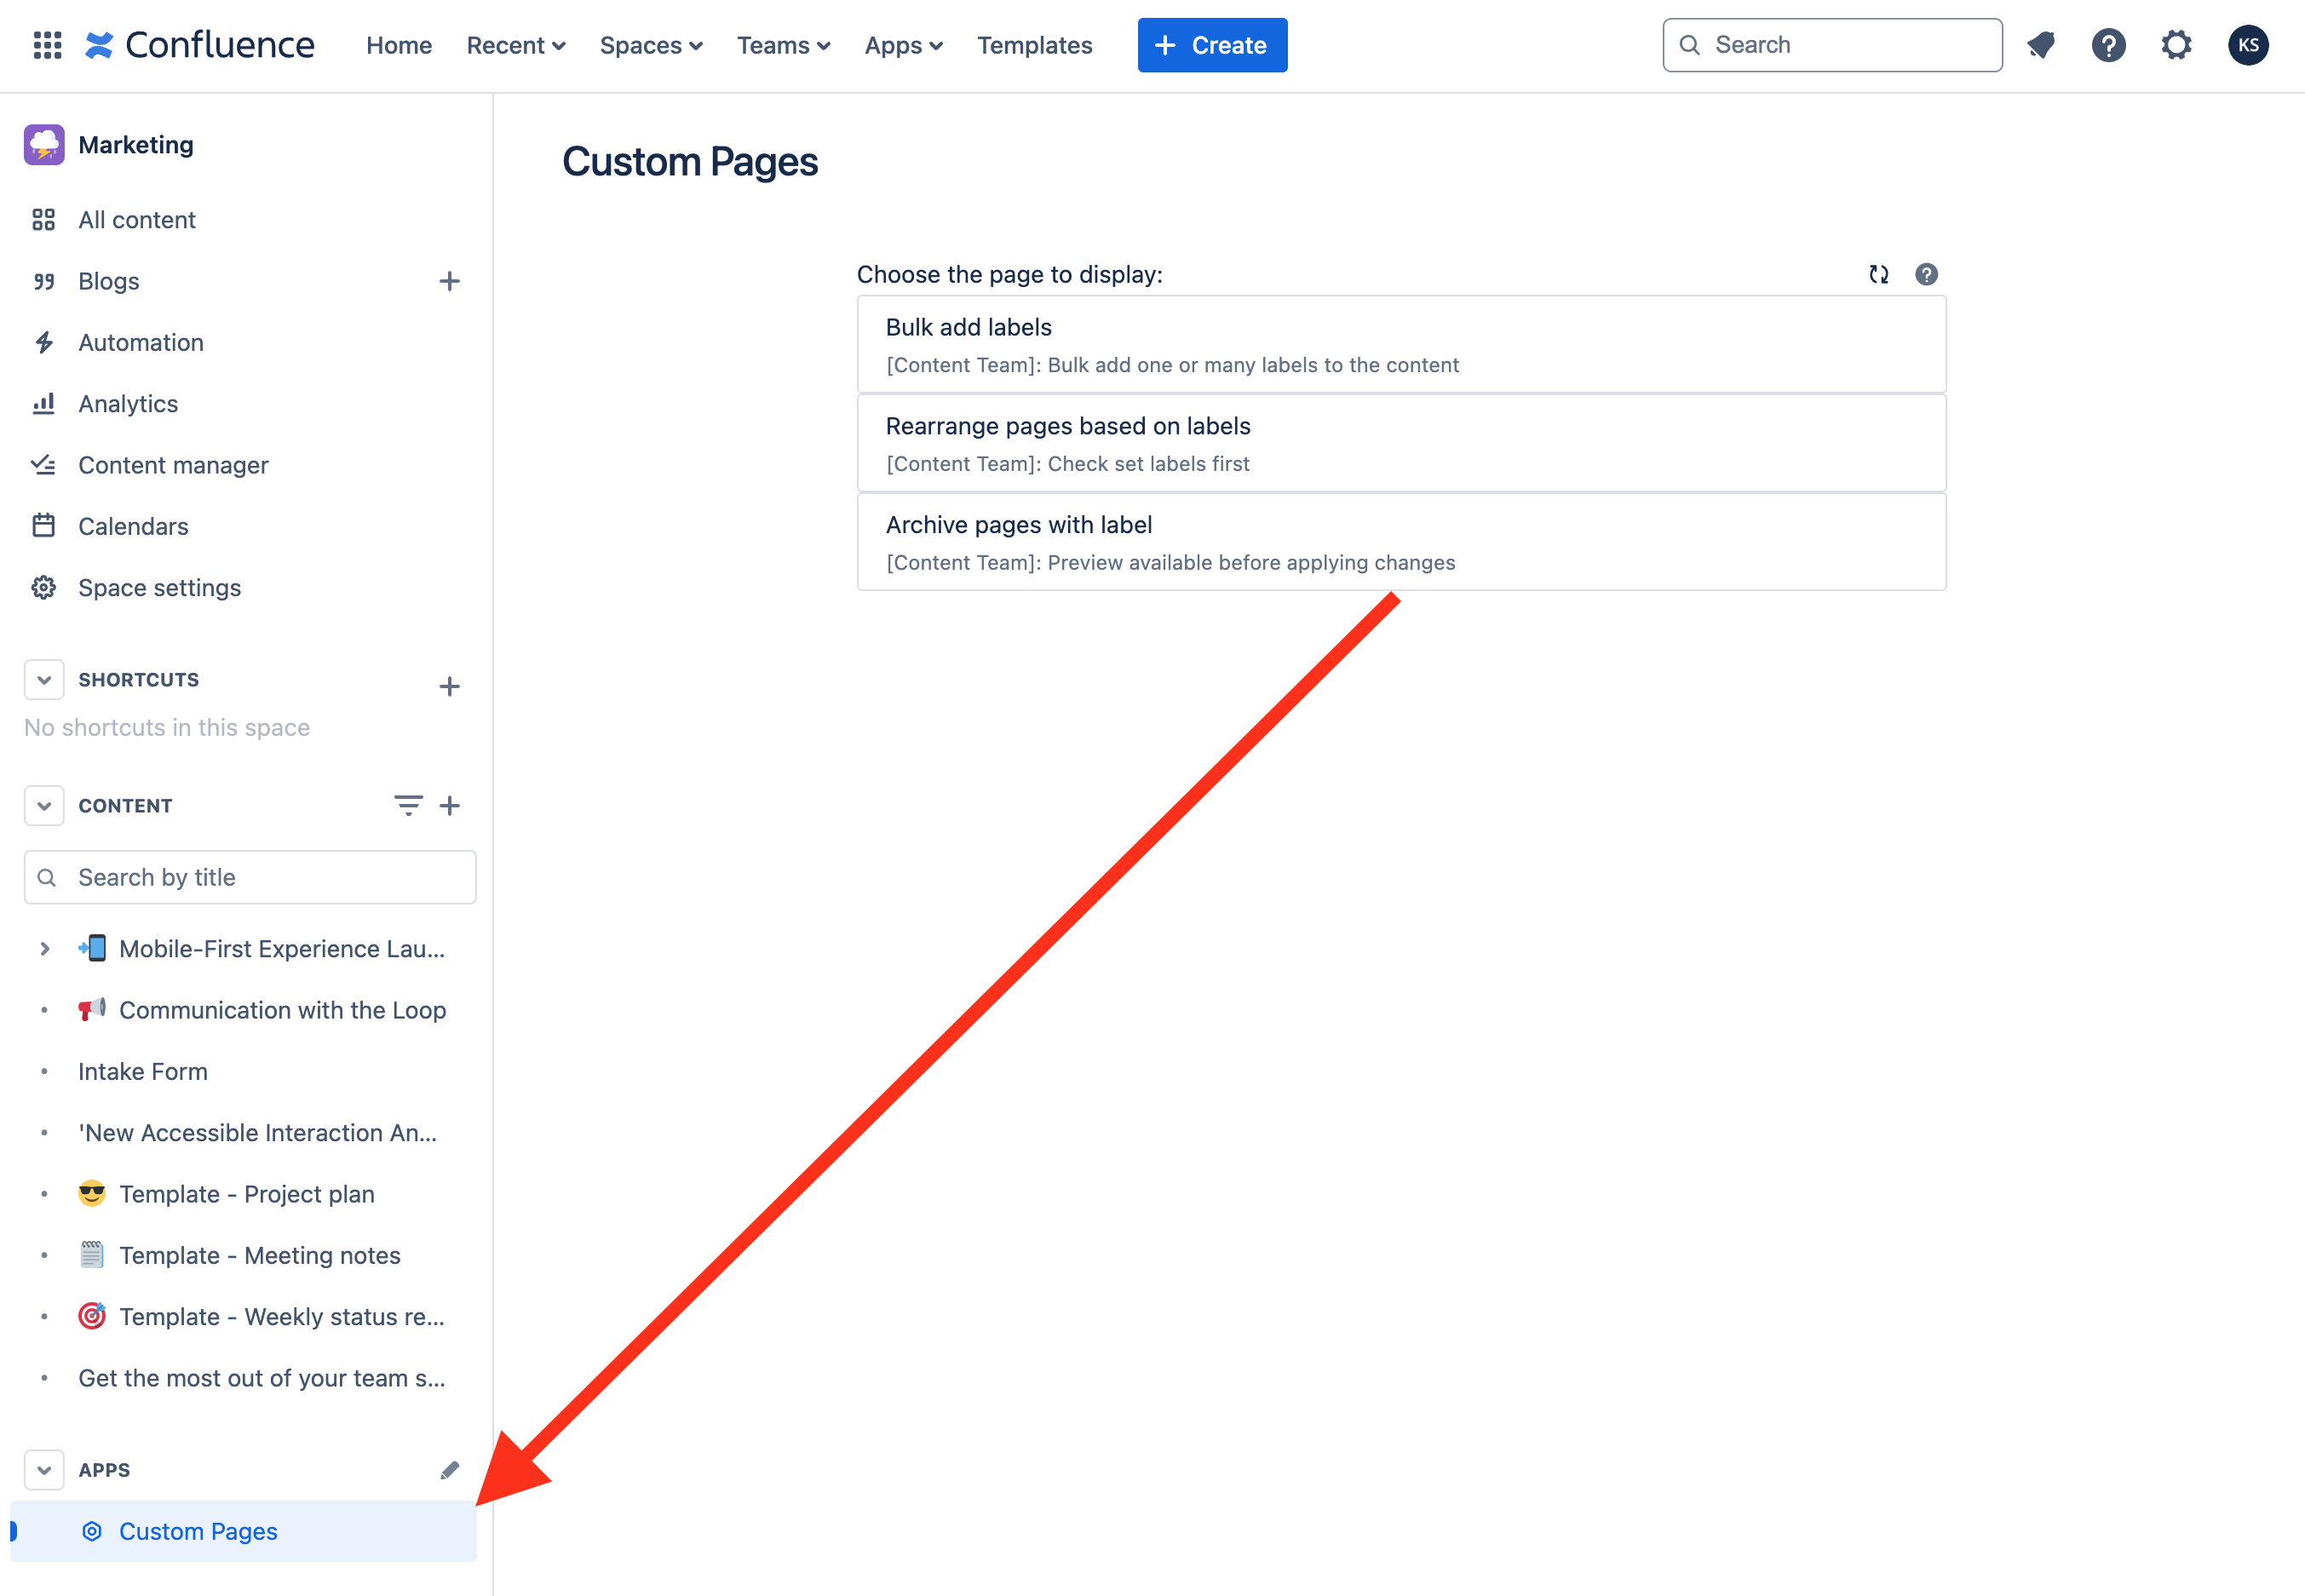 Confluence Home Recent Spaces Teams Apps Templates + Create Search ? KS
Marketing
All content
Blogs
Automation
Analytics
Content manager
Calendars
Space settings
SHORTCUTS
No shortcuts in this space
CONTENT
Search by title
Mobile-First Experience Lau...
Communication with the Loop
Intake Form
'New Accessible Interaction An...
Template - Project plan
Template - Meeting notes
Template - Weekly status re...
Get the most out of your team s...
APPS
Custom Pages
Custom Pages
Choose the page to display: ?
Bulk add labels
[Content Team]: Bulk add one or many labels to the content
Rearrange pages based on labels
[Content Team]: Check set labels first
Archive pages with label
[Content Team]: Preview available before applying changes